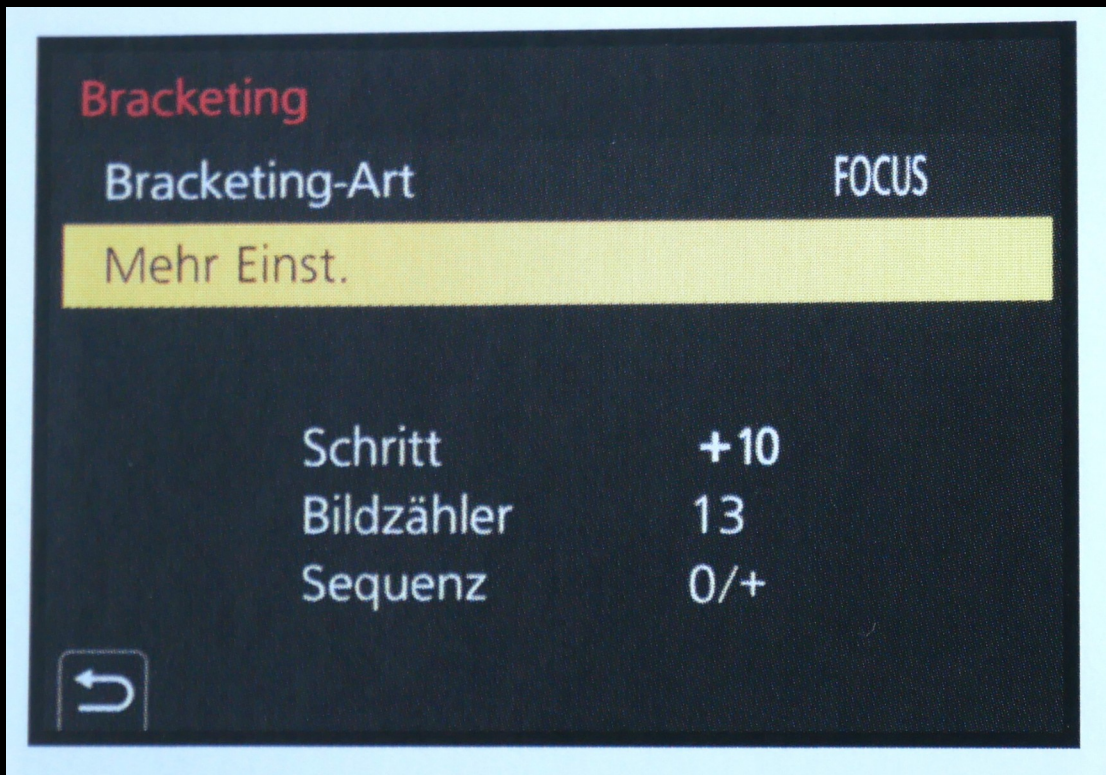 Bracketing
Bracketing-Art FOCUS
Mehr Einst.
Schritt +10
Bildzähler 13
Sequenz 0/+